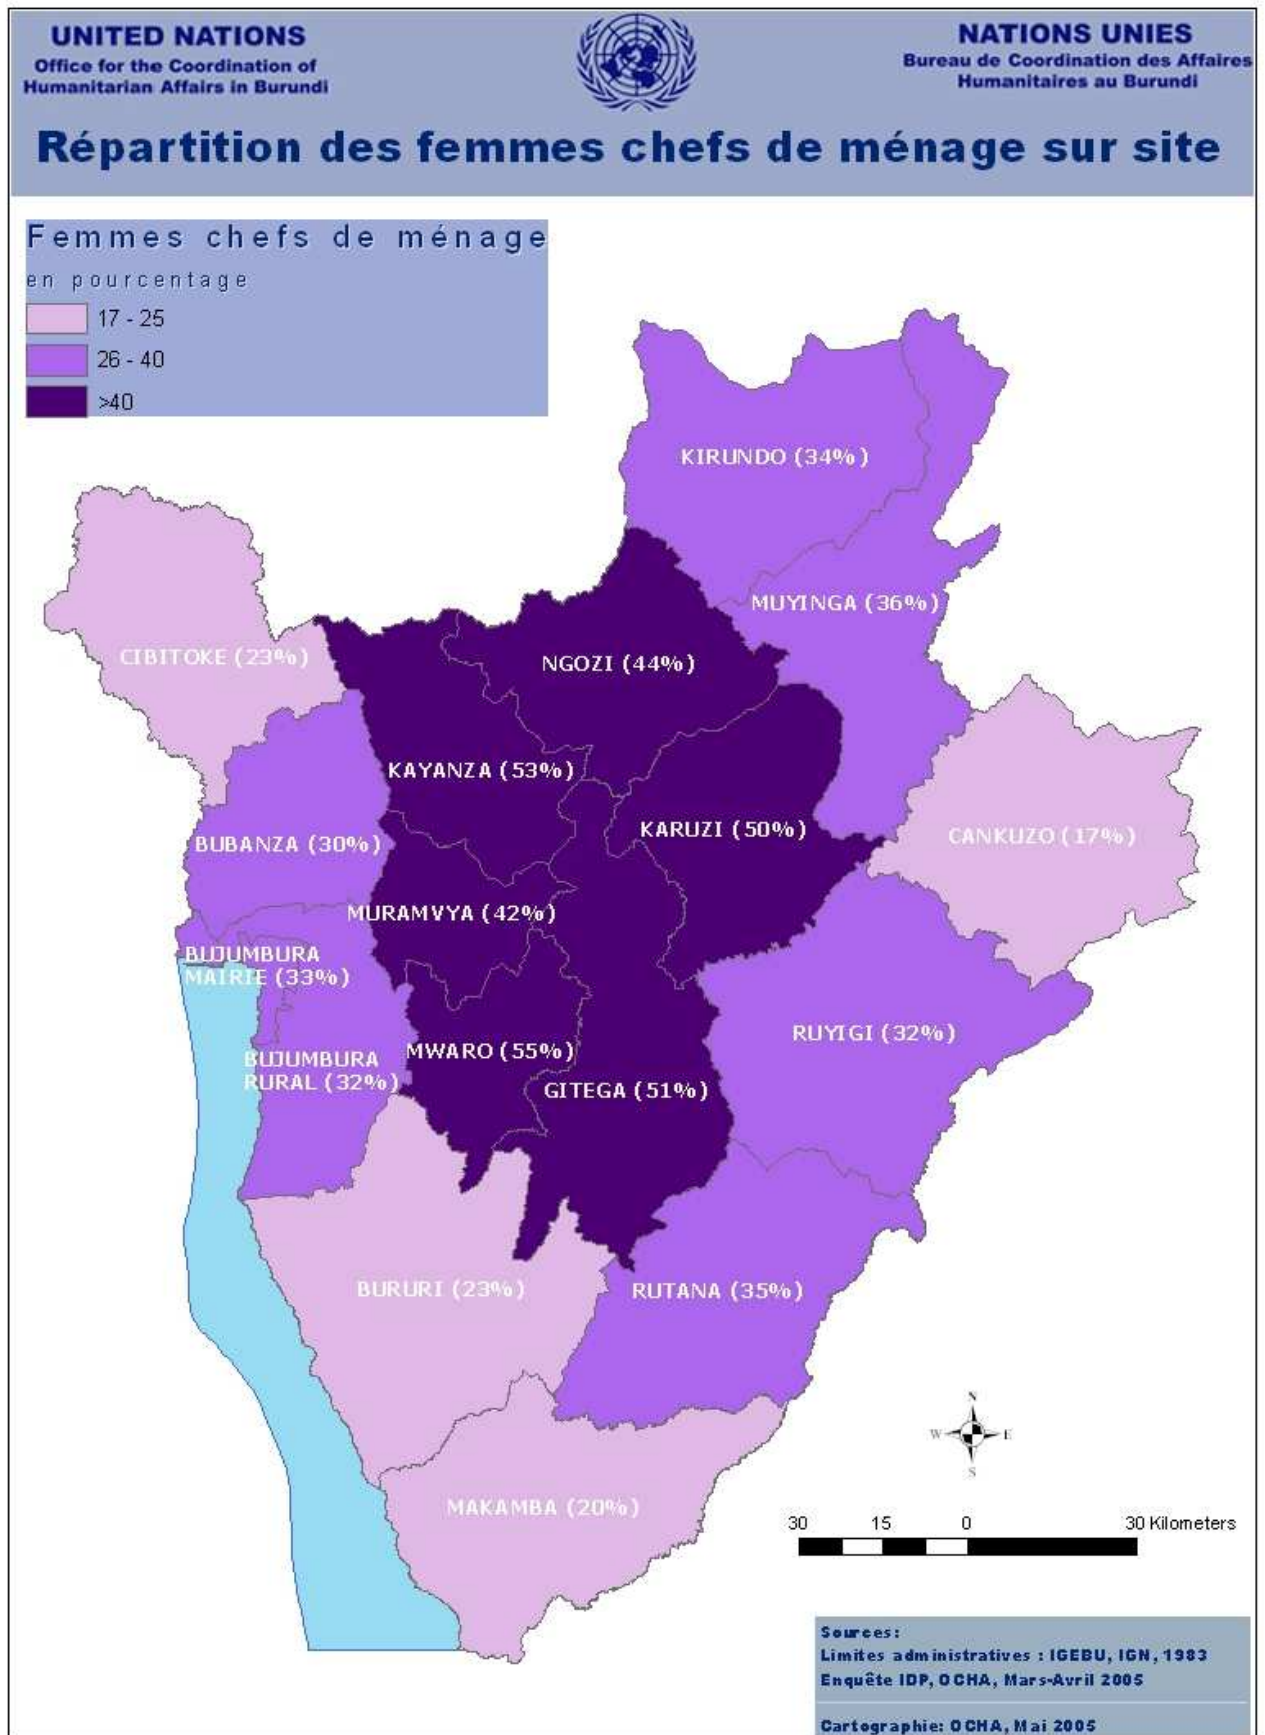 UNITED NATIONS
Office for the Coordination of
Humanitarian Affairs in Burundi
NATIONS UNIES
Bureau de Coordination des Affaires
Humanitaires au Burundi
Répartition des femmes chefs de ménage sur site
Femmes chefs de ménage
en pourcentage
17 - 25
26 - 40
>40
KIRUNDO (34%)
MUYINGA (36%)
CIBITOKE (23%)
NGOZI (44%)
KAYANZA (53%)
KARUZI (50%)
CANKUZO (17%)
BUBANZA (30%)
MURAMVYA (42%)
BUJUMBURA
MAIRIE (33%)
RUYIGI (32%)
MWARO (55%)
BUJUMBURA
RURAL (32%)
GITEGA (51%)
BURURI (23%)
RUTANA (35%)
MAKAMBA (20%)
N
W E
S
30 15 0 30 Kilometers
Sources:
Limites administratives : IGEBU, IGN, 1983
Enquête IDP, OCHA, Mars-Avril 2005
Cartographie: OCHA, Mai 2005